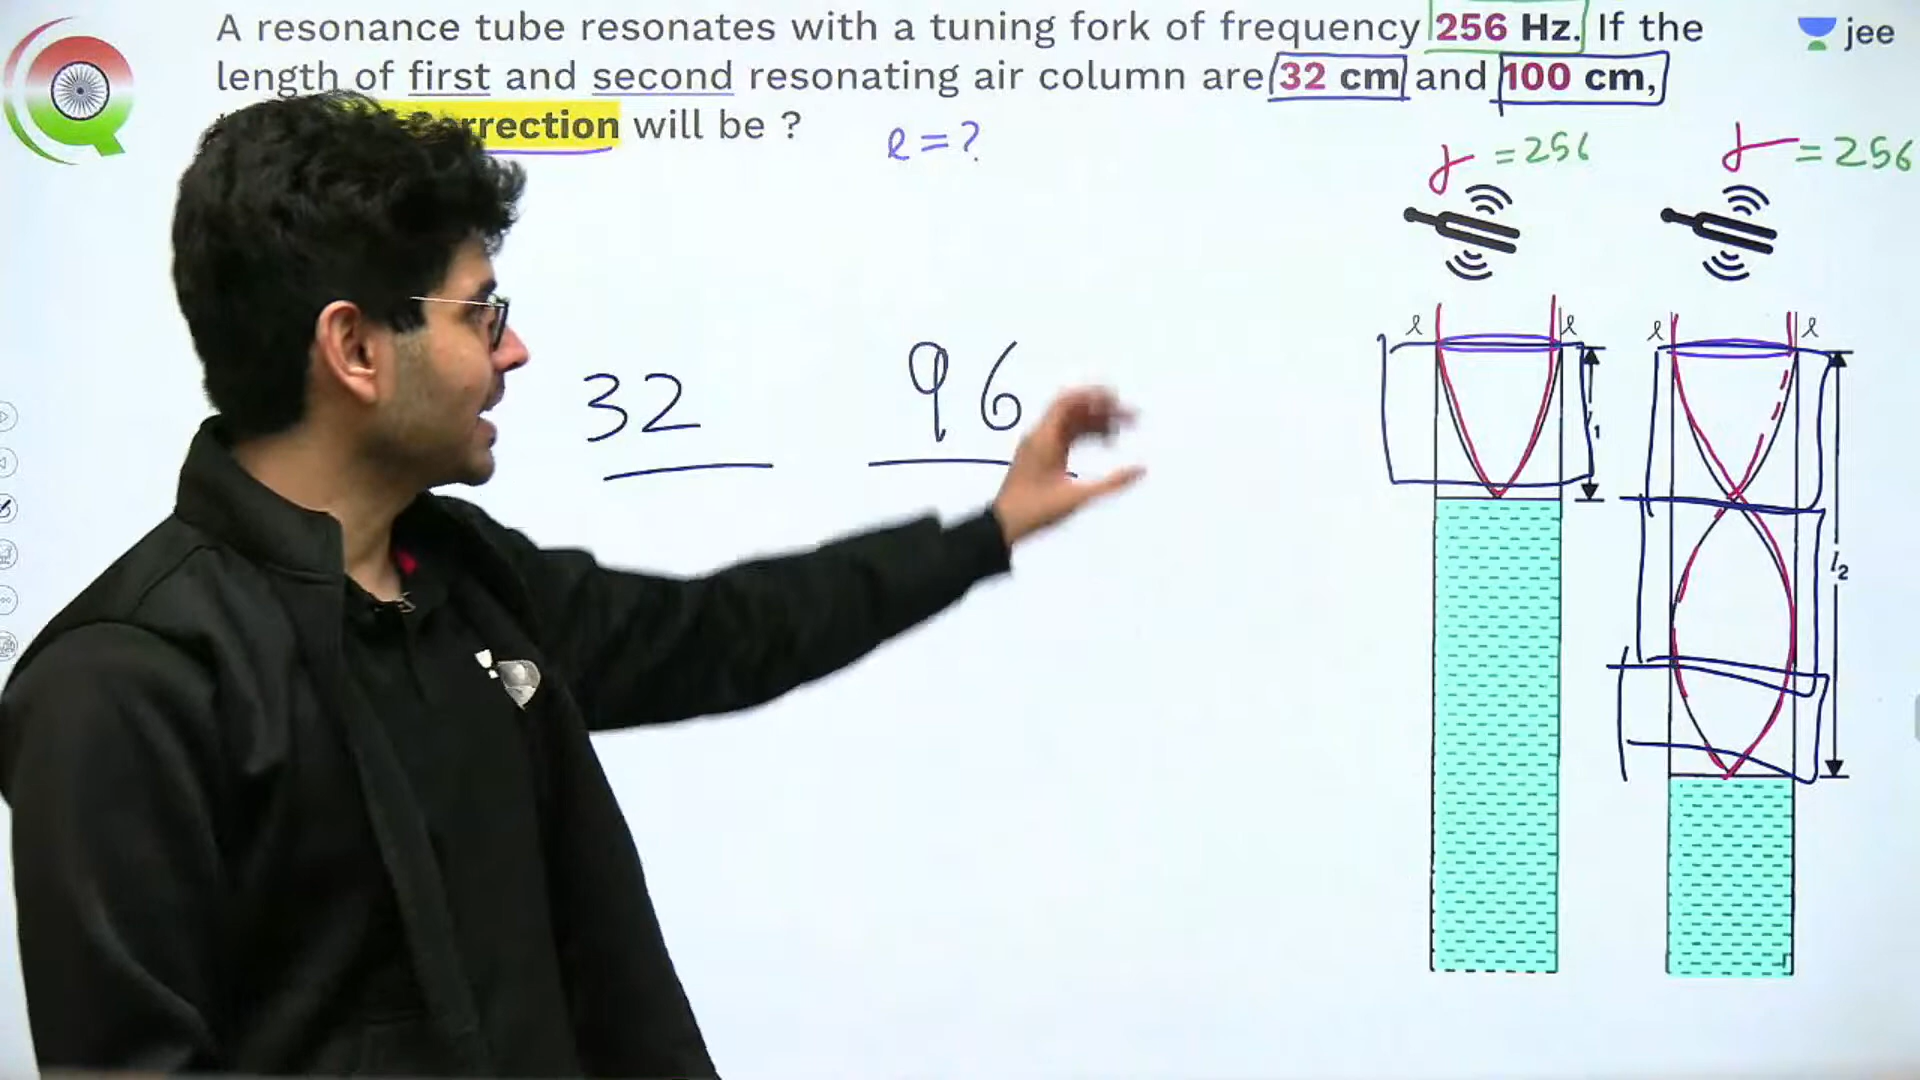 A resonance tube resonates with a tuning fork of frequency 256 Hz. If the
length of first and second resonating air column are 32 cm and 100 cm,
will be ?
jee
e = ?
= 256
= 256
e
e
e
e
32
96
1
l2